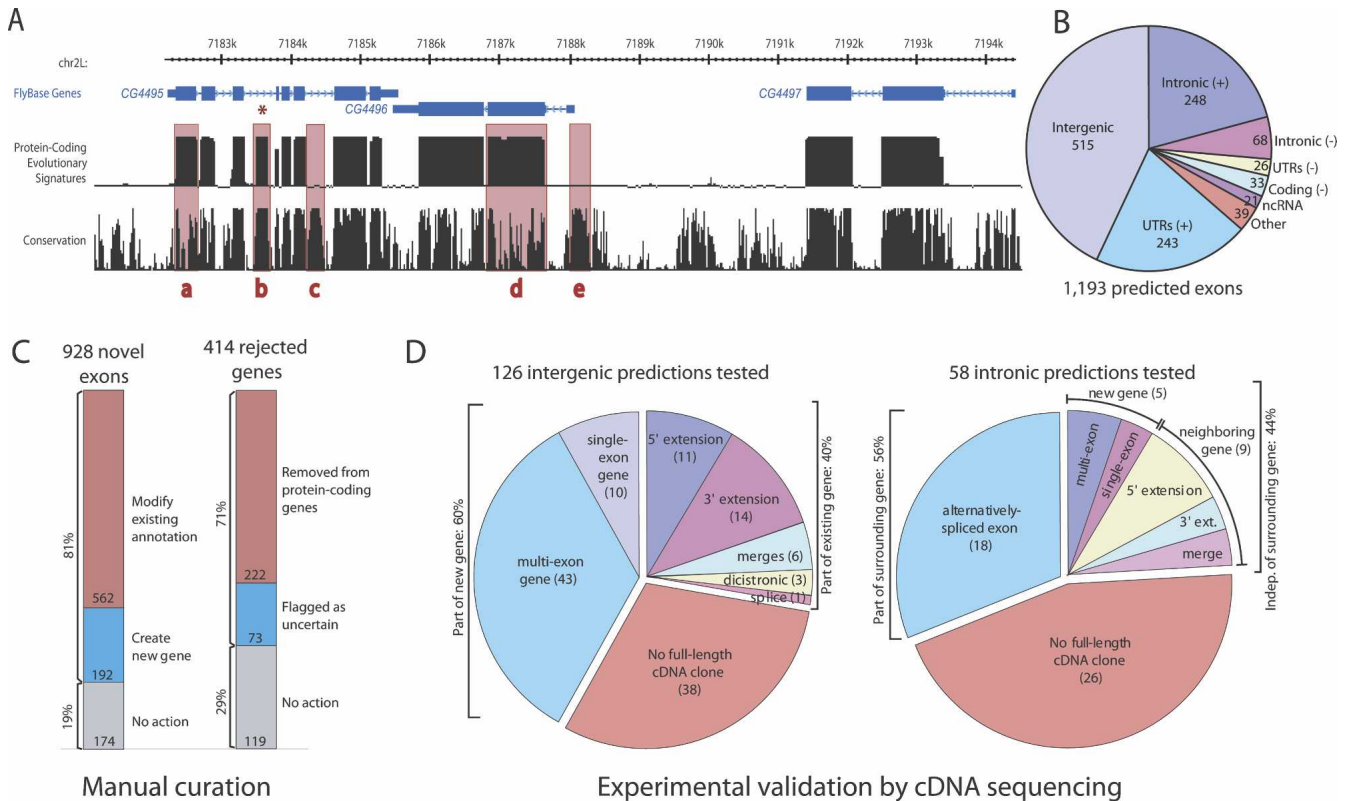 A
7183k 7184k 7185k 7186k 7187k 7188k 7189k 7190k 7191k 7192k 7193k 7194k
chr2L:
FlyBase Genes
CG4495
*
CG4496
CG4497
Protein-Coding
Evolutionary
Signatures
Conservation
a b c d e
B
Intergenic
515
Intronic (+)
248
68 Intronic (-)
26 UTRs (-)
33 Coding (-)
21 ncRNA
39 Other
UTRs (+)
243
1,193 predicted exons
C
928 novel
exons
81%
562
Modify
existing
annotation
192
Create
new gene
19%
174
No action
414 rejected
genes
71%
222
Removed from
protein-coding
genes
73
Flagged as
uncertain
29%
119
No action
Manual curation
D
126 intergenic predictions tested
Part of new gene: 60%
single-
exon
gene
(10)
multi-exon
gene (43)
5' extension
(11)
3' extension
(14)
merges (6)
dicistronic (3)
splice (1)
No full-length
cDNA clone
(38)
Part of existing gene: 40%
58 intronic predictions tested
Part of surrounding gene: 56%
alternatively-
spliced exon
(18)
new gene (5)
multi-exon
single-exon
neighboring
gene (9)
5' extension
3' ext.
merge
No full-length
cDNA clone
(26)
Indep. of surrounding gene: 44%
Experimental validation by cDNA sequencing